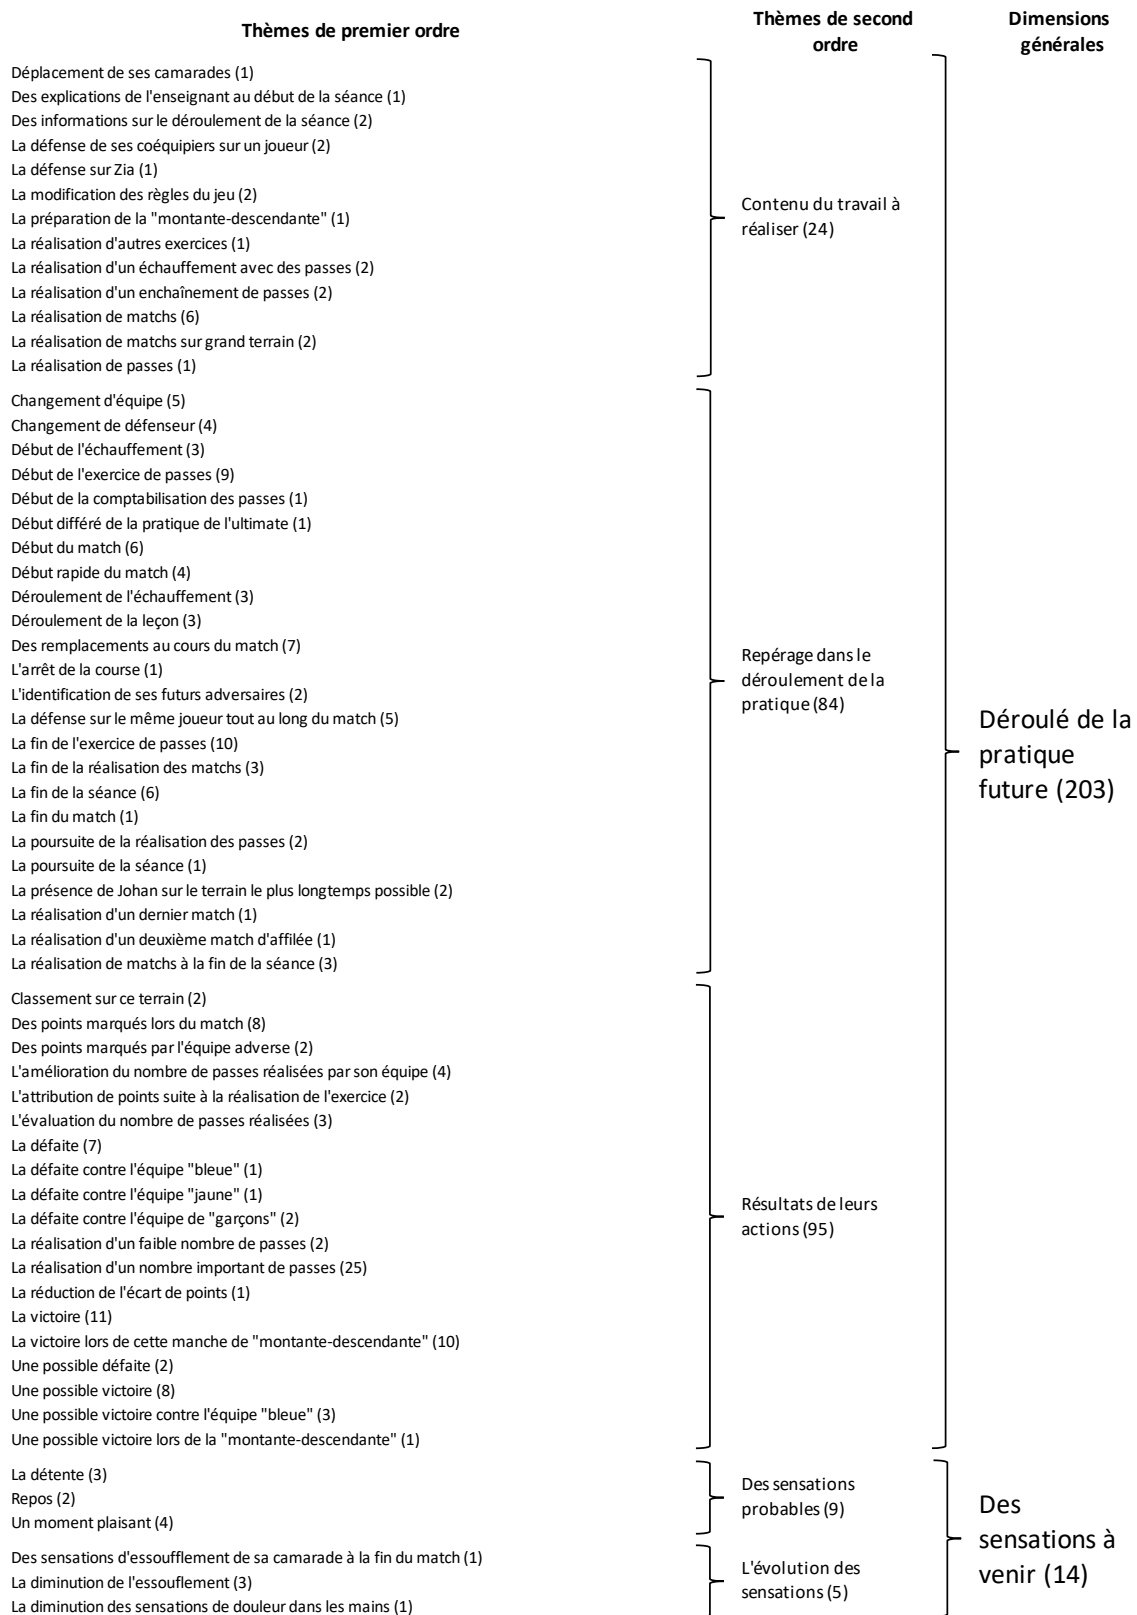 Thèmes de premier ordre
Thèmes de second
ordre
Dimensions
générales
Déplacement de ses camarades (1)
Des explications de l'enseignant au début de la séance (1)
Des informations sur le déroulement de la séance (2)
La défense de ses coéquipiers sur un joueur (2)
La défense sur Zia (1)
La modification des règles du jeu (2)
La préparation de la "montante-descendante" (1)
La réalisation d'autres exercices (1)
La réalisation d'un échauffement avec des passes (2)
La réalisation d'un enchaînement de passes (2)
La réalisation de matchs (6)
La réalisation de matchs sur grand terrain (2)
La réalisation de passes (1)
Contenu du travail à
réaliser (24)
Changement d'équipe (5)
Changement de défenseur (4)
Début de l'échauffement (3)
Début de l'exercice de passes (9)
Début de la comptabilisation des passes (1)
Début différé de la pratique de l'ultimate (1)
Début du match (6)
Début rapide du match (4)
Déroulement de l'échauffement (3)
Déroulement de la leçon (3)
Des remplacements au cours du match (7)
L'arrêt de la course (1)
L'identification de ses futurs adversaires (2)
La défense sur le même joueur tout au long du match (5)
La fin de l'exercice de passes (10)
La fin de la réalisation des matchs (3)
La fin de la séance (6)
La fin du match (1)
La poursuite de la réalisation des passes (2)
La poursuite de la séance (1)
La présence de Johan sur le terrain le plus longtemps possible (2)
La réalisation d'un dernier match (1)
La réalisation d'un deuxième match d'affilée (1)
La réalisation de matchs à la fin de la séance (3)
Repérage dans le
déroulement de la
pratique (84)
Classement sur ce terrain (2)
Des points marqués lors du match (8)
Des points marqués par l'équipe adverse (2)
L'amélioration du nombre de passes réalisées par son équipe (4)
L'attribution de points suite à la réalisation de l'exercice (2)
L'évaluation du nombre de passes réalisées (3)
La défaite (7)
La défaite contre l'équipe "bleue" (1)
La défaite contre l'équipe "jaune" (1)
La défaite contre l'équipe de "garçons" (2)
La réalisation d'un faible nombre de passes (2)
La réalisation d'un nombre important de passes (25)
La réduction de l'écart de points (1)
La victoire (11)
La victoire lors de cette manche de "montante-descendante" (10)
Une possible défaite (2)
Une possible victoire (8)
Une possible victoire contre l'équipe "bleue" (3)
Une possible victoire lors de la "montante-descendante" (1)
Résultats de leurs
actions (95)
Déroulé de la
pratique
future (203)
La détente (3)
Repos (2)
Un moment plaisant (4)
Des sensations
probables (9)
Des sensations d'essoufflement de sa camarade à la fin du match (1)
La diminution de l'essouflement (3)
La diminution des sensations de douleur dans les mains (1)
L'évolution des
sensations (5)
Des
sensations à
venir (14)